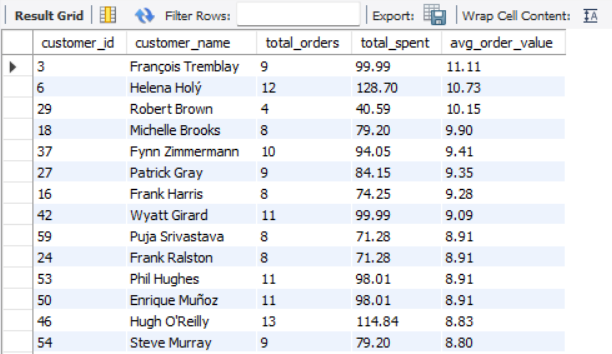 Result Grid Filter Rows: Export: Wrap Cell Content: IA
customer_id customer_name total_orders total_spent avg_order_value
3 François Tremblay 9 99.99 11.11
6 Helena Holý 12 128.70 10.73
29 Robert Brown 4 40.59 10.15
18 Michelle Brooks 8 79.20 9.90
37 Fynn Zimmermann 10 94.05 9.41
27 Patrick Gray 9 84.15 9.35
16 Frank Harris 8 74.25 9.28
42 Wyatt Girard 11 99.99 9.09
59 Puja Srivastava 8 71.28 8.91
24 Frank Ralston 8 71.28 8.91
53 Phil Hughes 11 98.01 8.91
50 Enrique Muñoz 11 98.01 8.91
46 Hugh O'Reilly 13 114.84 8.83
54 Steve Murray 9 79.20 8.80